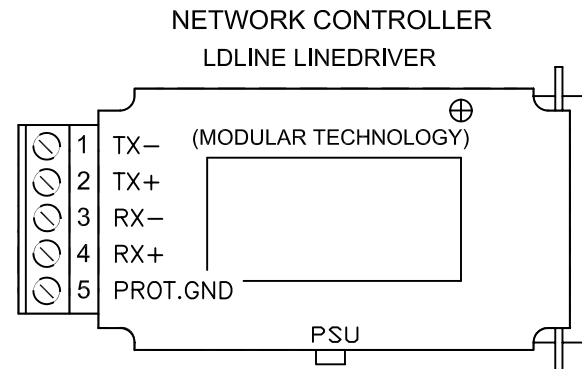 NETWORK CONTROLLER
LDLINE LINEDRIVER
(MODULAR TECHNOLOGY)
1 TX-
2 TX+
3 RX-
4 RX+
5 PROT.GND
PSU